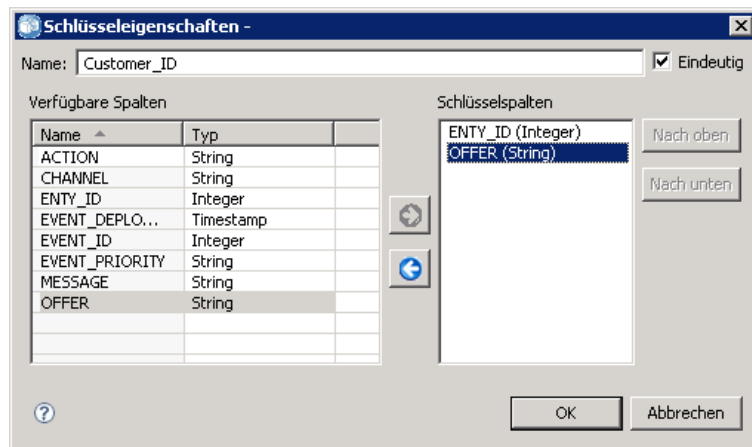 Schlüsseleigenschaften -
Name: Customer_ID Eindeutig
Verfügbare Spalten Schlüsselspalten
Name Typ
ACTION String
CHANNEL String
ENTY_ID Integer
EVENT_DEPLO... Timestamp
EVENT_ID Integer
EVENT_PRIORITY String
MESSAGE String
OFFER String
ENTY_ID (Integer)
OFFER (String)
Nach oben
Nach unten
? OK Abbrechen